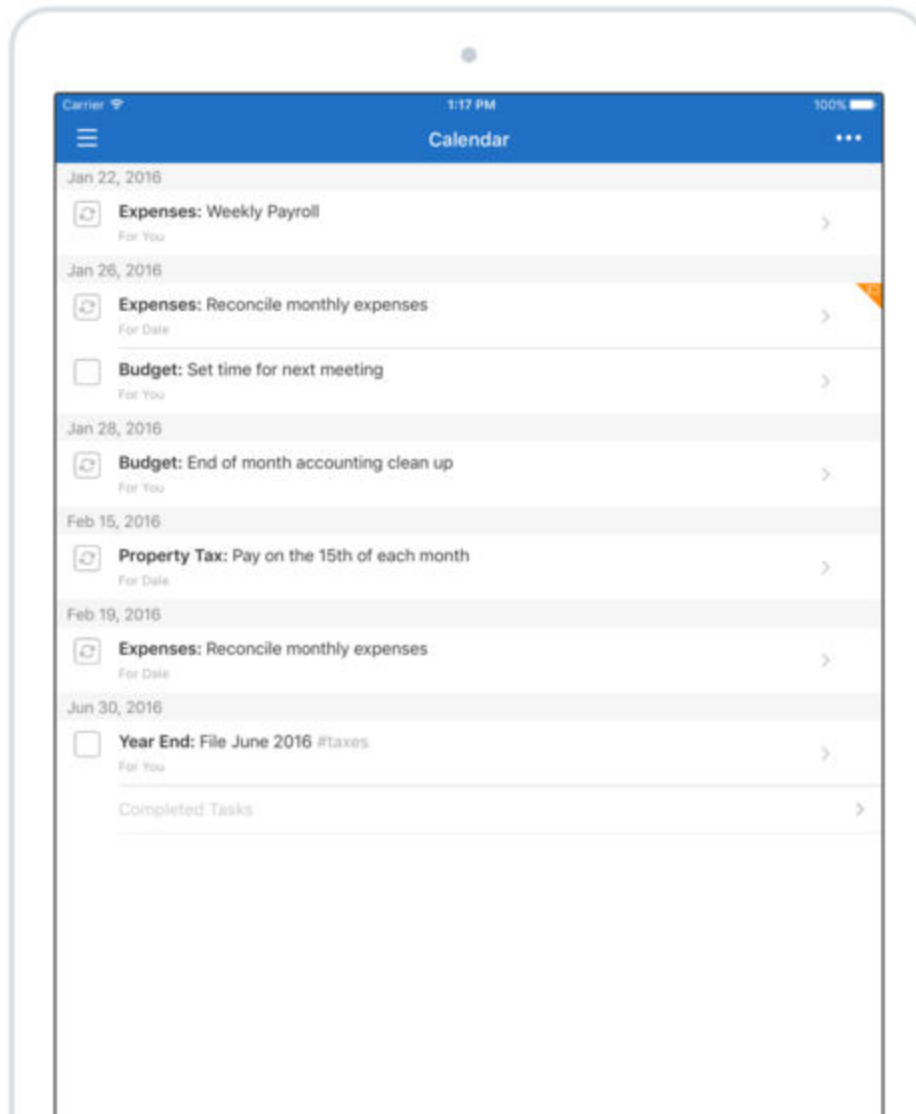 Carrier
1:17 PM
100%
Calendar
Jan 22, 2016
Expenses: Weekly Payroll
For You
Jan 26, 2016
Expenses: Reconcile monthly expenses
For Dale
Budget: Set time for next meeting
For You
Jan 28, 2016
Budget: End of month accounting clean up
For You
Feb 15, 2016
Property Tax: Pay on the 15th of each month
For Dale
Feb 19, 2016
Expenses: Reconcile monthly expenses
For Dale
Jun 30, 2016
Year End: File June 2016 #taxes
For You
Completed Tasks